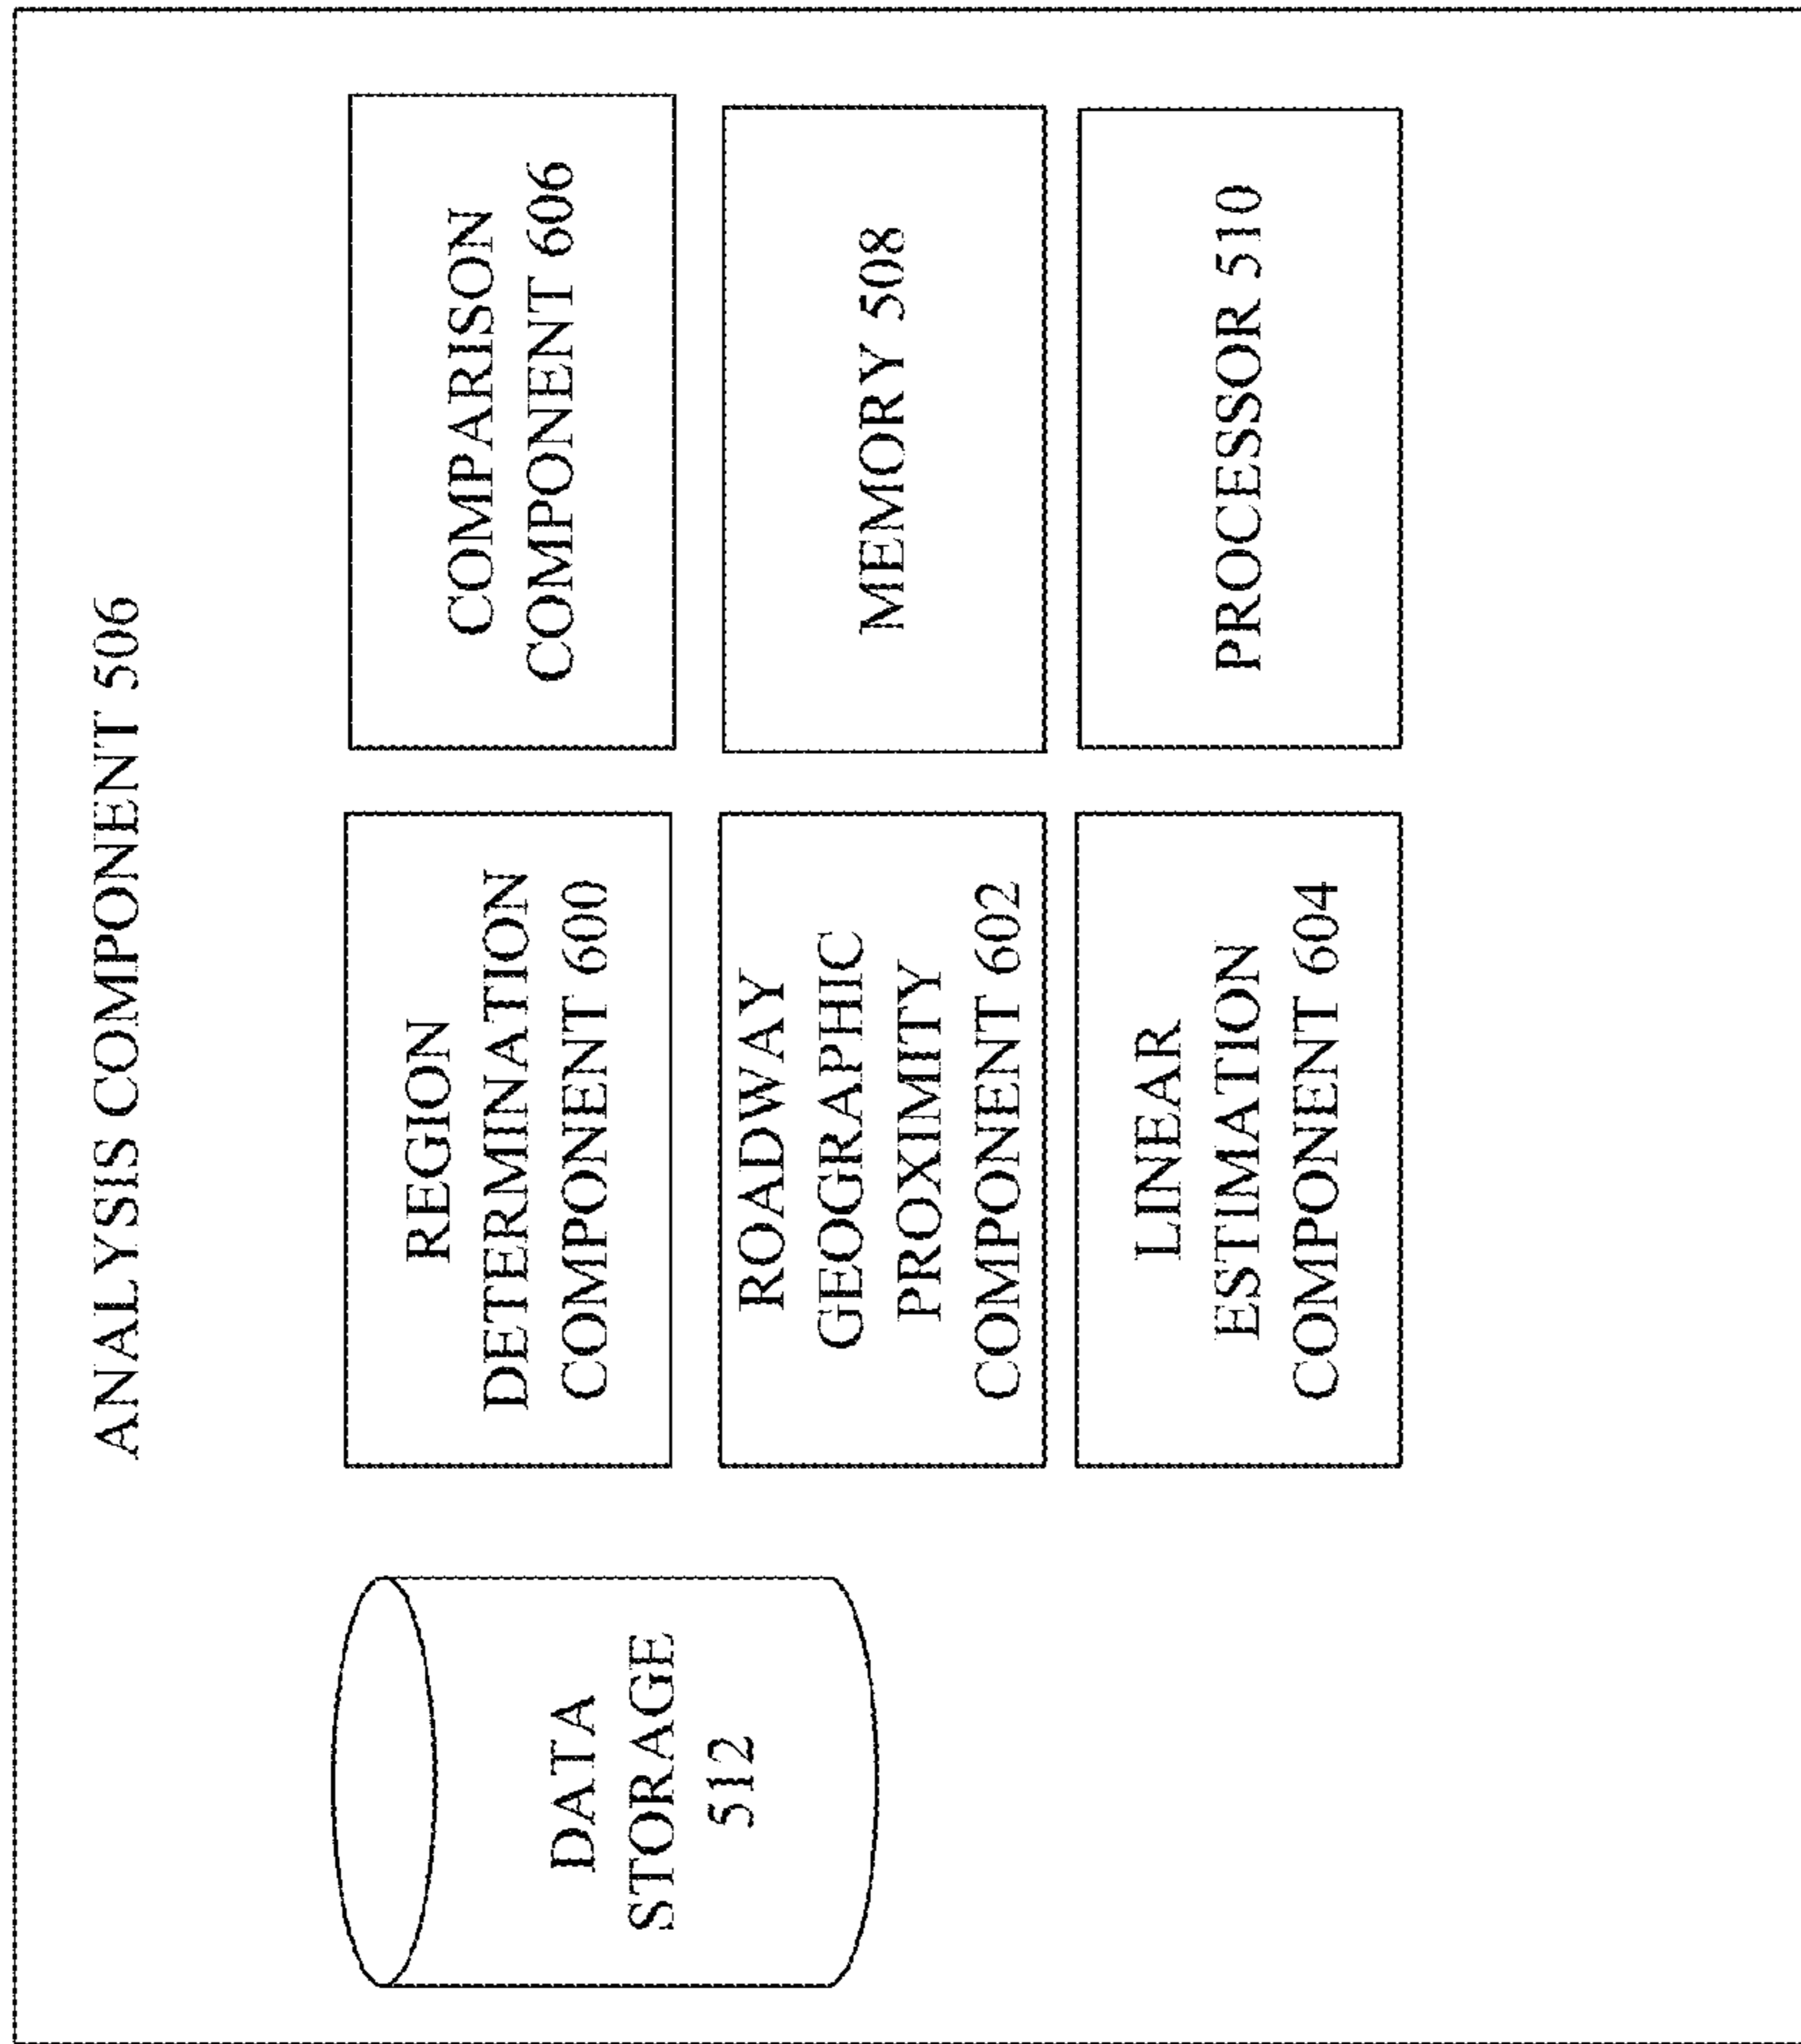 ANALYSIS COMPONENT 506
DATA
STORAGE
512
REGION
DETERMINATION
COMPONENT 600
ROADWAY
GEOGRAPHIC
PROXIMITY
COMPONENT 602
LINEAR
ESTIMATION
COMPONENT 604
COMPARISON
COMPONENT 606
MEMORY 508
PROCESSOR 510